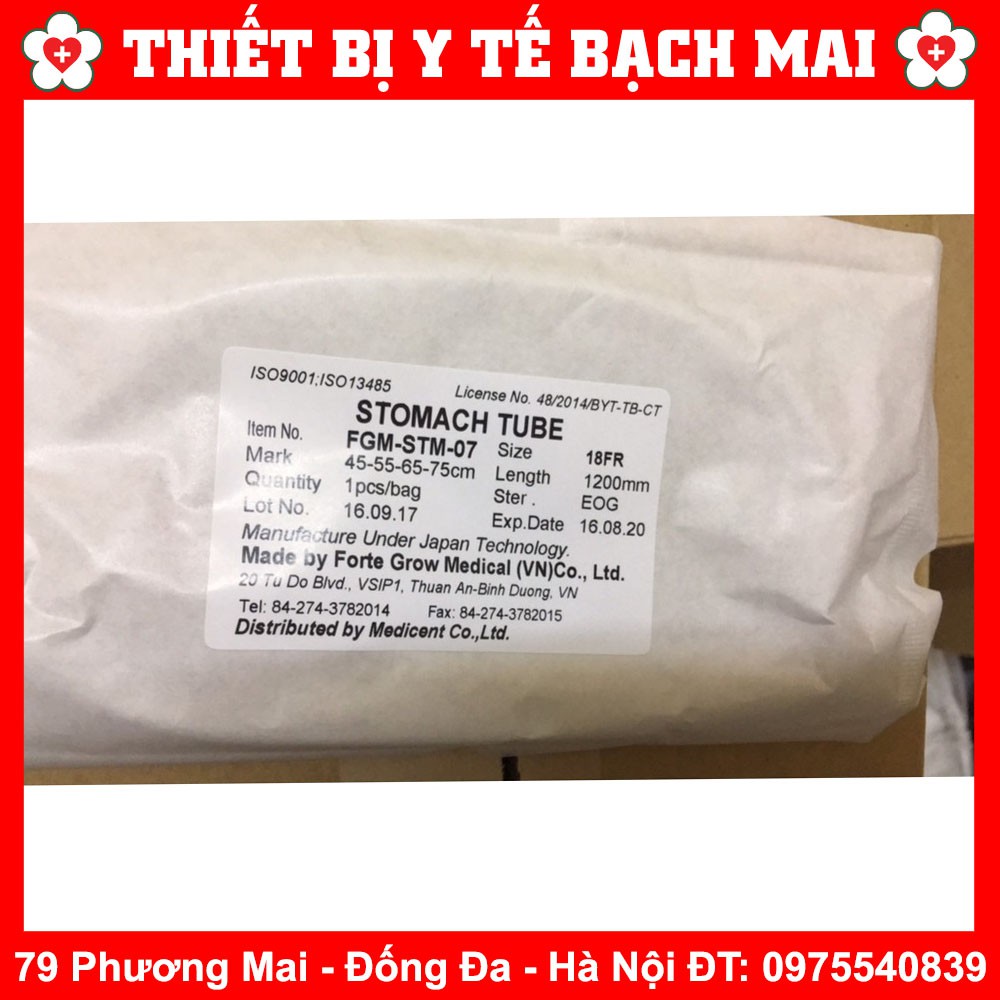 THIẾT BỊ Y TẾ BẠCH MAI
ISO9001;ISO13485
License No. 48/2014/BYT-TB-CT
STOMACH TUBE
Item No. FGM-STM-07 Size 18FR
Mark 45-55-65-75cm Length 1200mm
Quantity 1pcs/bag Ster . EOG
Lot No. 16.09.17 Exp.Date 16.08.20
Manufacture Under Japan Technology.
Made by Forte Grow Medical (VN)Co., Ltd.
20 Tu Do Blvd., VSIP1, Thuan An-Binh Duong, VN
Tel: 84-274-3782014 Fax: 84-274-3782015
Distributed by Medicent Co.,Ltd.
79 Phương Mai - Đống Đa - Hà Nội ĐT: 0975540839